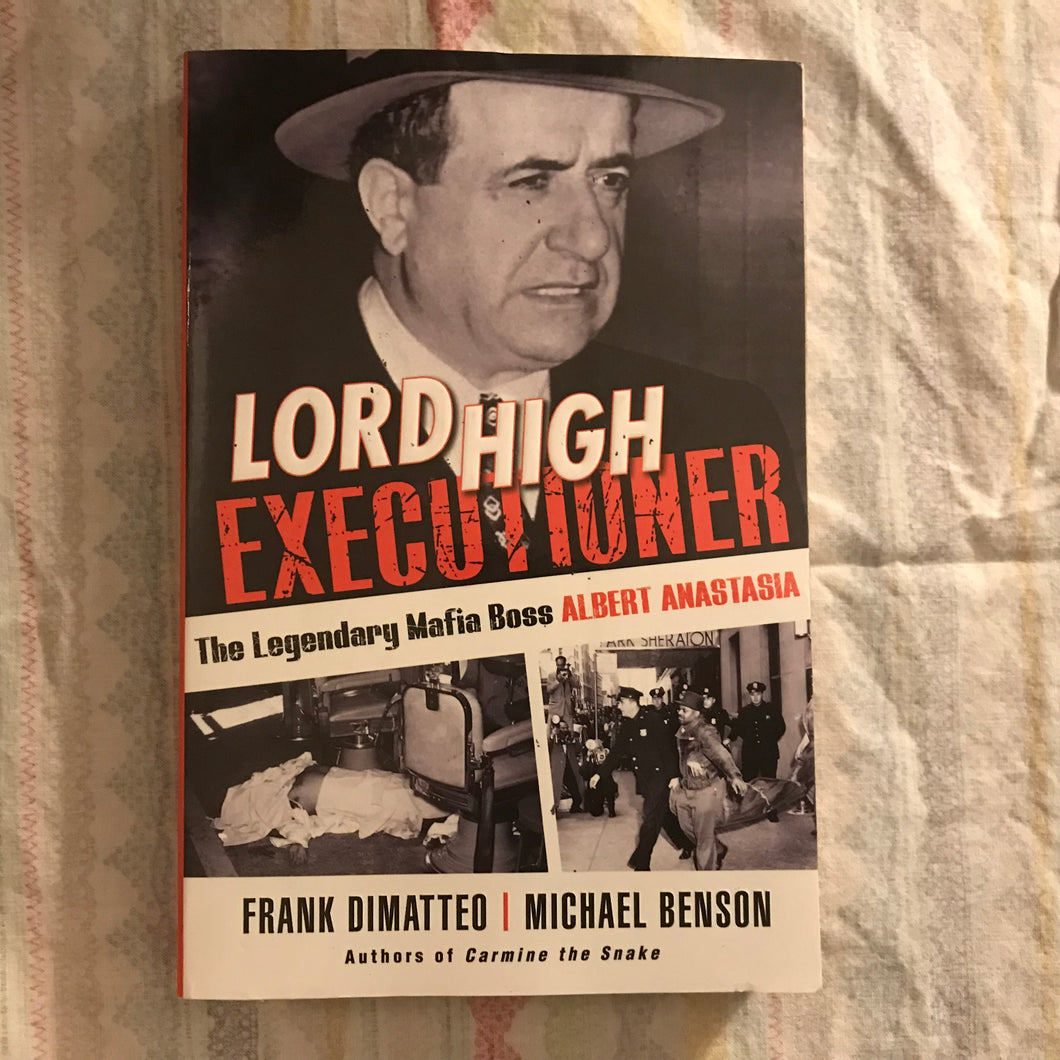 LORD HIGH
EXECUTIONER
The Legendary Mafia Boss ALBERT ANASTASIA
SHERATON
FRANK DIMATTEO | MICHAEL BENSON
Authors of Carmine the Snake